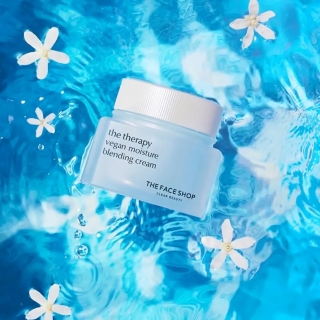 the therapy
vegan moisture
blending cream
THE FACE SHOP
CLEAN BEAUTY